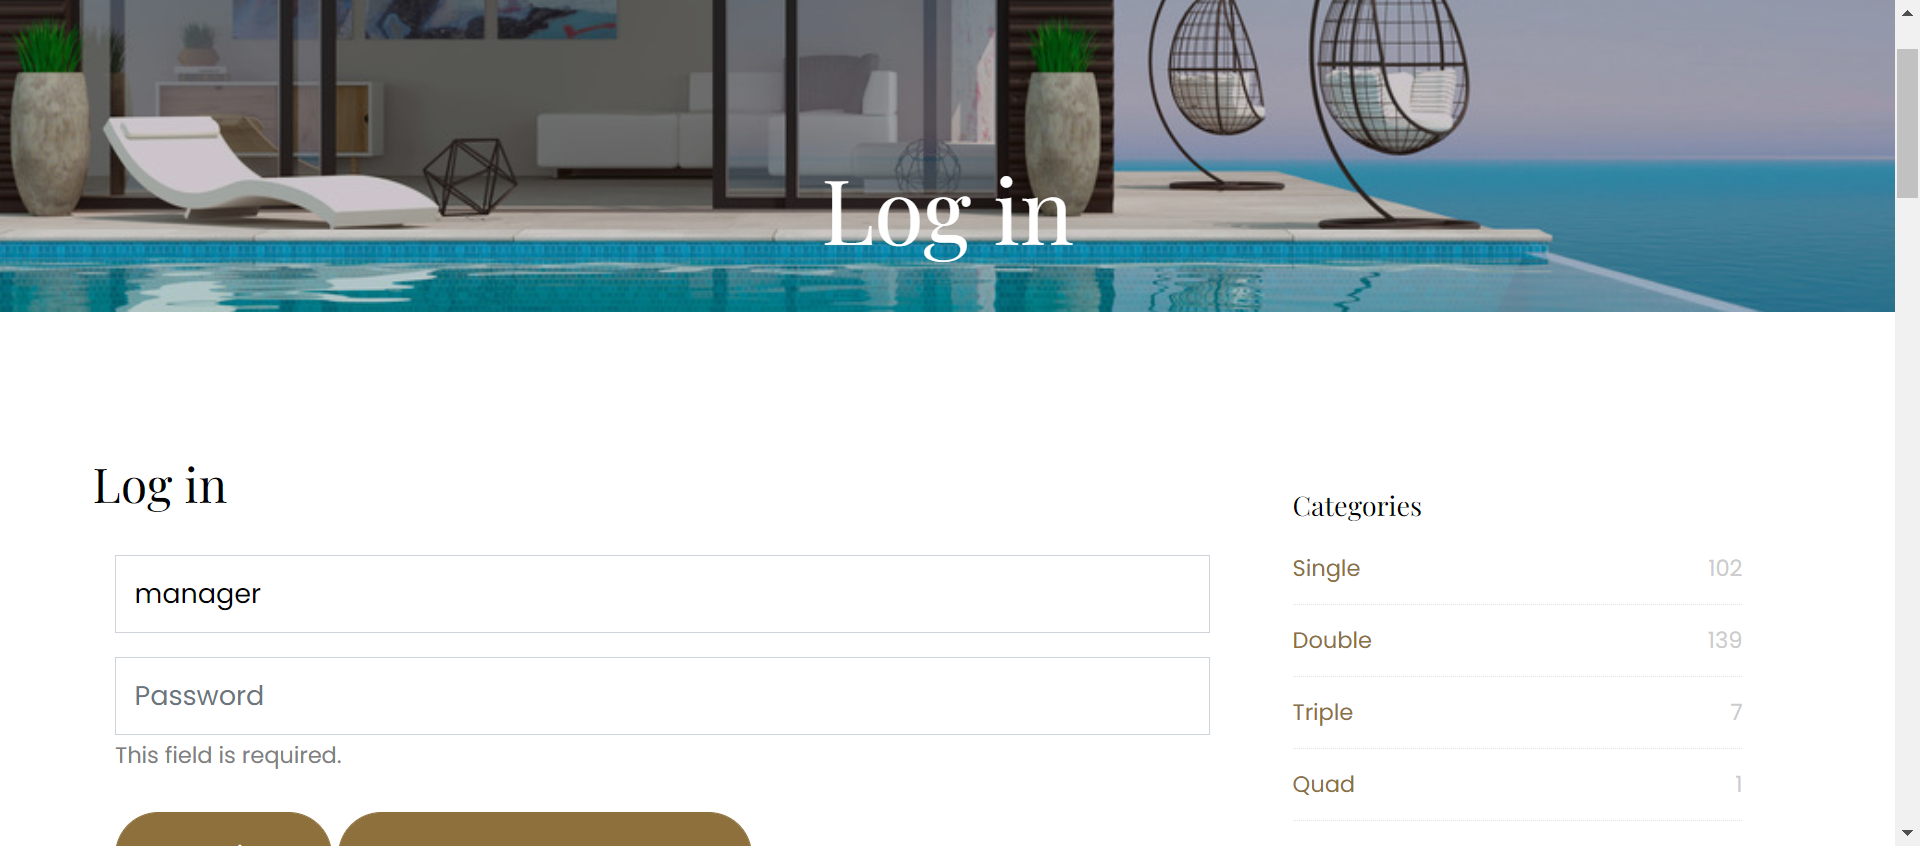 Log in
Log in
manager
Password
This field is required.
Categories
Single 102
Double 139
Triple 7
Quad 1